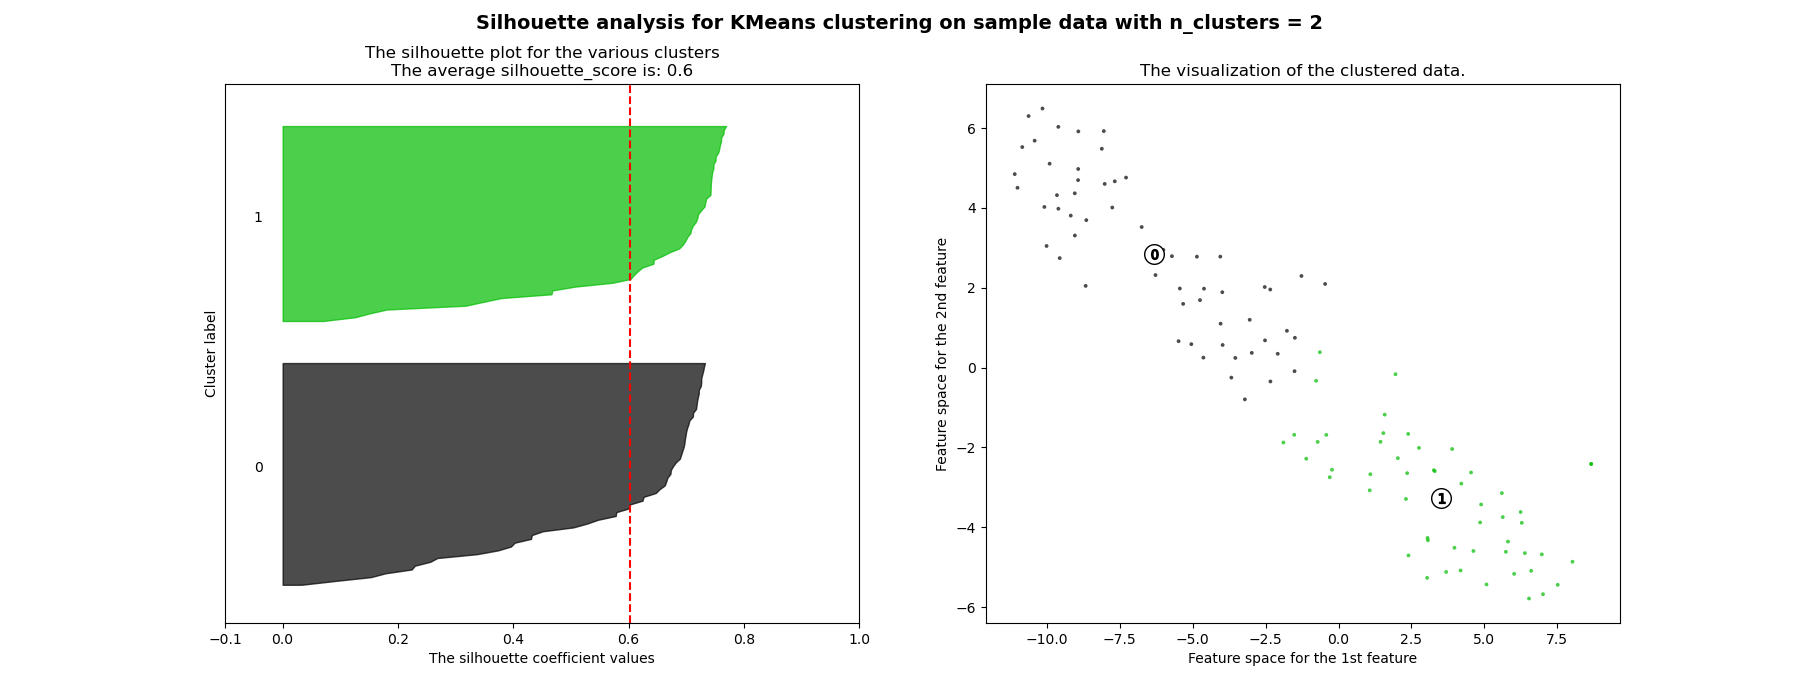 Silhouette analysis for KMeans clustering on sample data with n_clusters = 2
The silhouette plot for the various clusters
The average silhouette_score is: 0.6
Cluster label
1
0
−0.1 0.0 0.2 0.4 0.6 0.8 1.0
The silhouette coefficient values
The visualization of the clustered data.
Feature space for the 2nd feature
6
4
2
0
−2
−4
−6
0
1
−10.0 −7.5 −5.0 −2.5 0.0 2.5 5.0 7.5
Feature space for the 1st feature